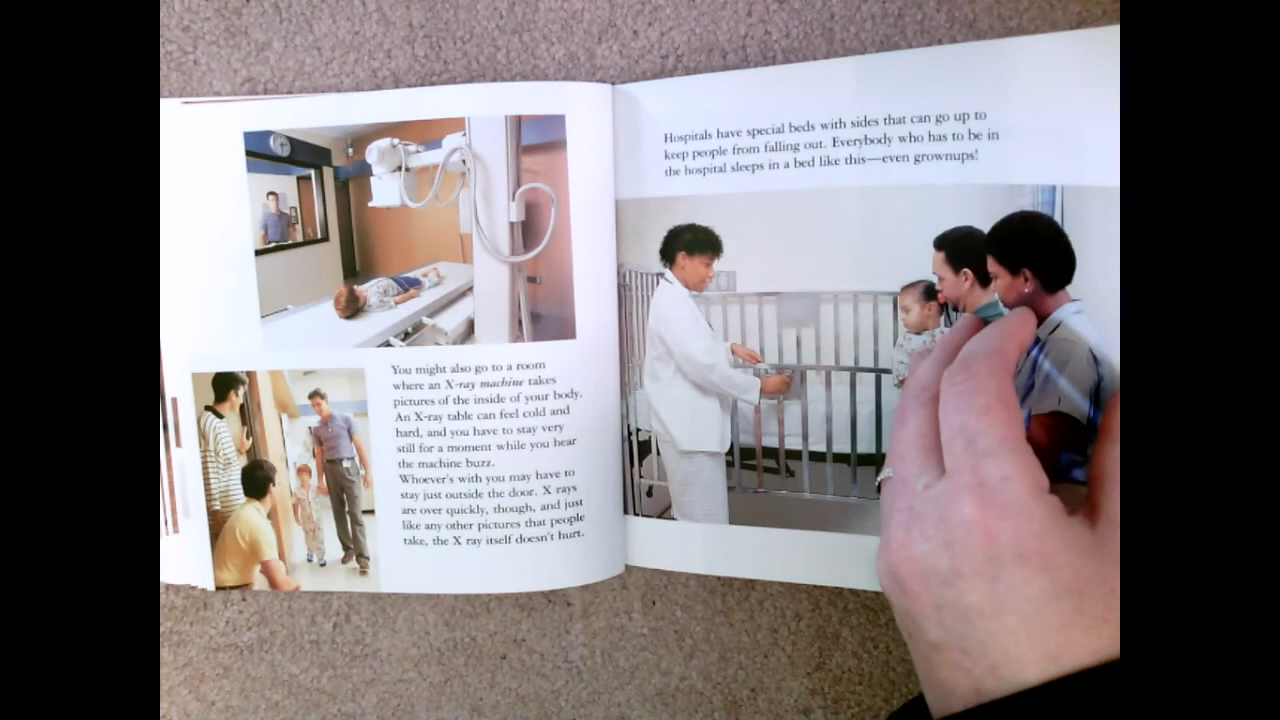 You might also go to a room
where an X-ray machine takes
pictures of the inside of your body.
An X-ray table can feel cold and
hard, and you have to stay very
still for a moment while you hear
the machine buzz.
Whoever's with you may have to
stay just outside the door. X rays
are over quickly, though, and just
like any other pictures that people
take, the X ray itself doesn't hurt.
Hospitals have special beds with sides that can go up to
keep people from falling out. Everybody who has to be in
the hospital sleeps in a bed like this—even grownups!